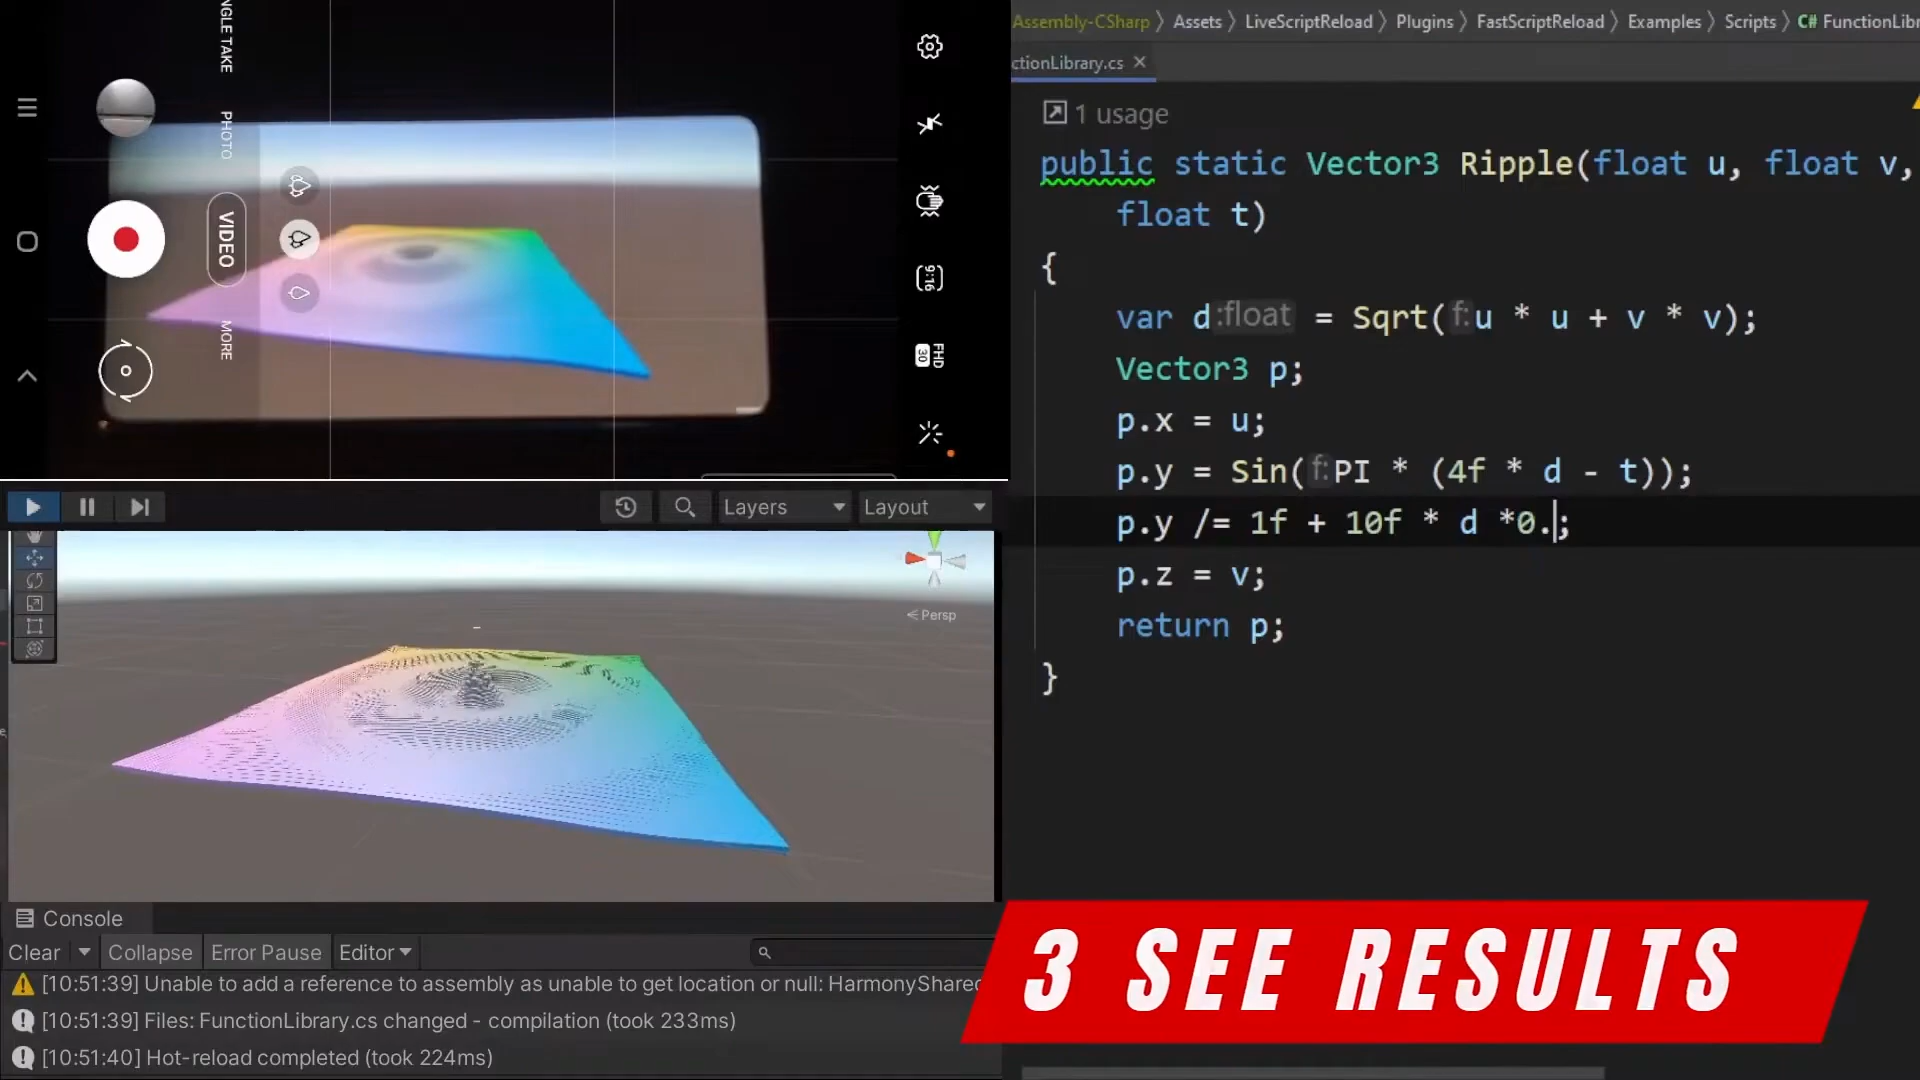 NGLE TAKE
PHOTO
VIDEO
MORE
9:16
FHD
30
Layers
Layout
Persp
Console
Clear
Collapse
Error Pause
Editor
[10:51:39] Unable to add a reference to assembly as unable to get location or null: HarmonyShared
[10:51:39] Files: FunctionLibrary.cs changed - compilation (took 233ms)
[10:51:40] Hot-reload completed (took 224ms)
Assembly-CSharp › Assets › LiveScriptReload › Plugins › FastScriptReload › Examples › Scripts › C# FunctionLibr
ctionLibrary.cs ×
1 usage
public static Vector3 Ripple(float u, float v,
float t)
{
var d:float = Sqrt(f:u * u + v * v);
Vector3 p;
p.x = u;
p.y = Sin(f:PI * (4f * d - t));
p.y /= 1f + 10f * d *0.;
p.z = v;
return p;
}
3 SEE RESULTS